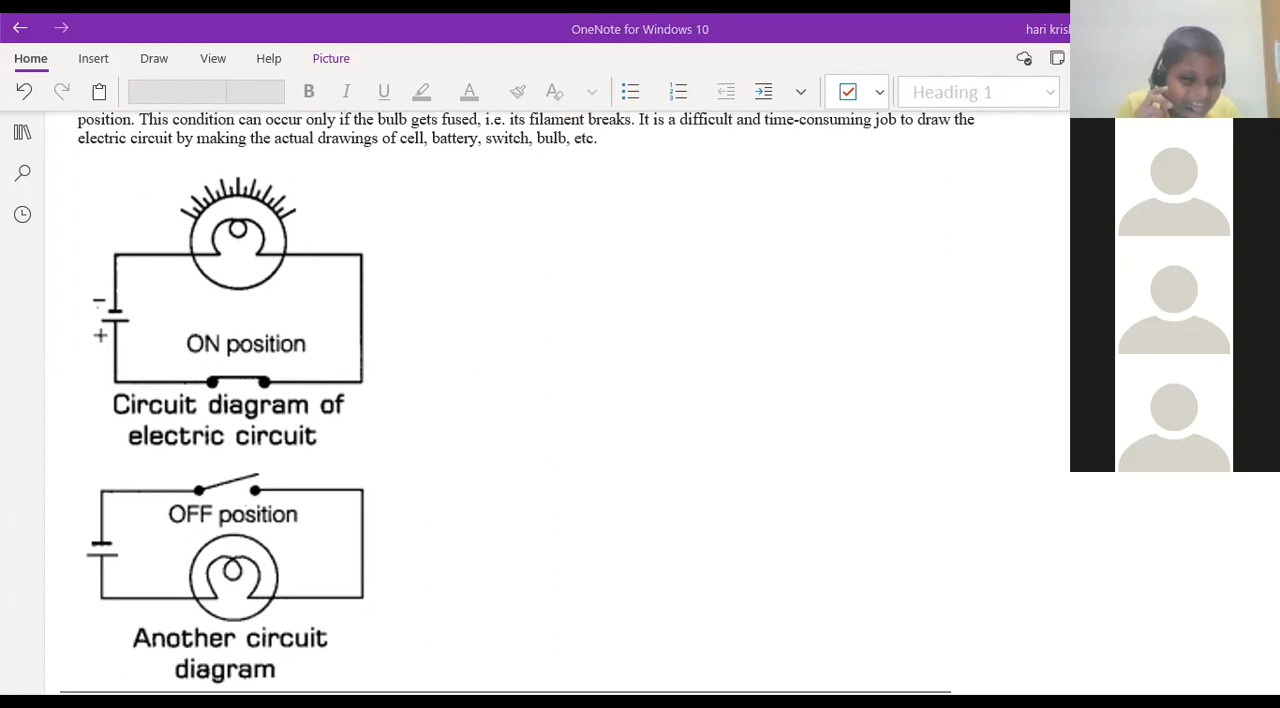 OneNote for Windows 10
hari krish
Home Insert Draw View Help Picture
B I U A Heading 1
position. This condition can occur only if the bulb gets fused, i.e. its filament breaks. It is a difficult and time-consuming job to draw the
electric circuit by making the actual drawings of cell, battery, switch, bulb, etc.
−
+
ON position
Circuit diagram of
electric circuit
OFF position
Another circuit
diagram